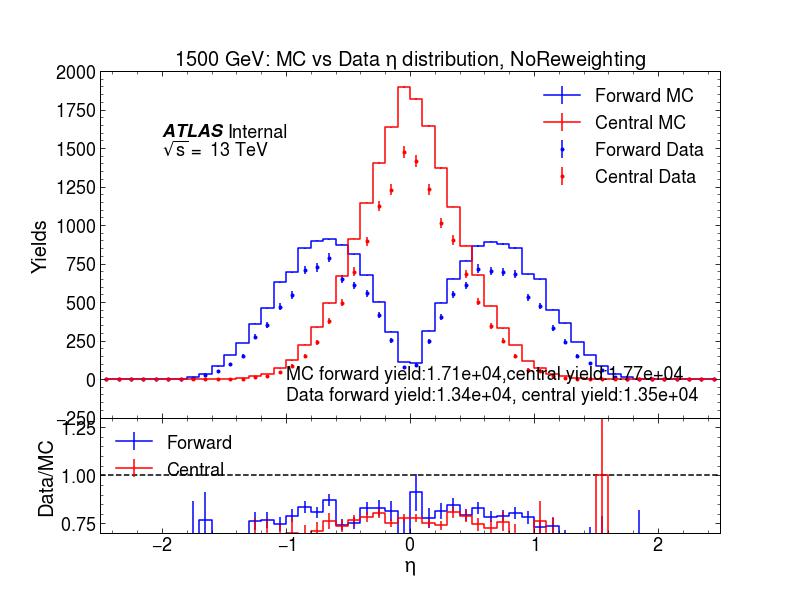 1500 GeV: MC vs Data η distribution, NoReweighting
2000
1750
1500
1250
1000
750
500
250
0
−250
Yields
ATLAS Internal
√s = 13 TeV
Forward MC
Central MC
Forward Data
Central Data
MC forward yield:1.71e+04,central yield:1.77e+04
Data forward yield:1.34e+04, central yield:1.35e+04
1.25
1.00
0.75
Data/MC
Forward
Central
−2 −1 0 1 2
η